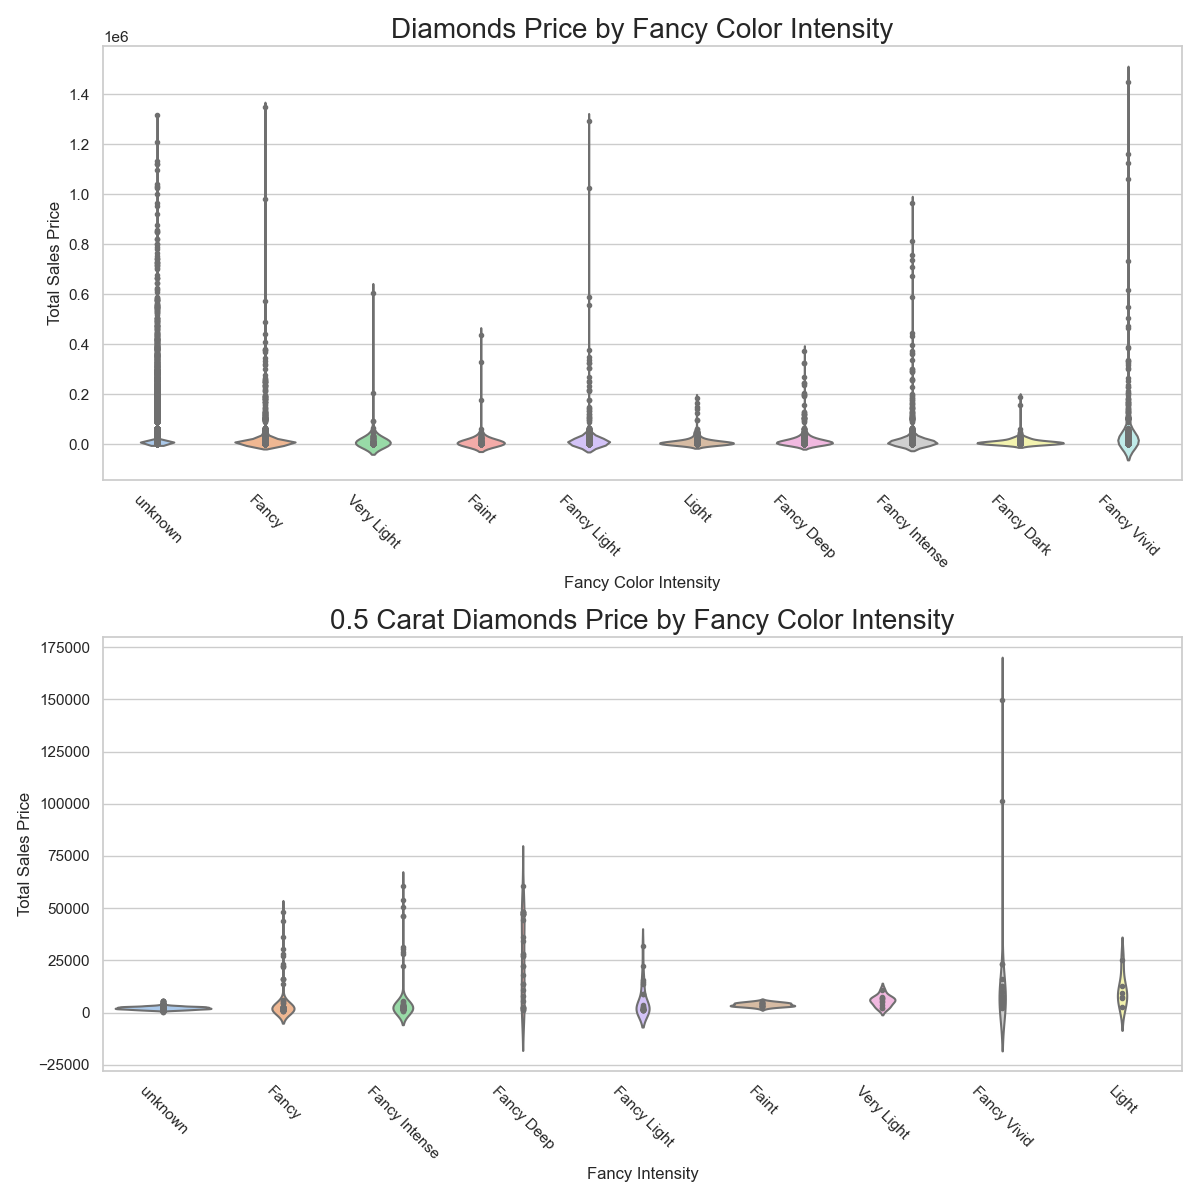 Diamonds Price by Fancy Color Intensity
1e6
1.4
1.2
1.0
0.8
0.6
0.4
0.2
0.0
Total Sales Price
unknown
Fancy
Very Light
Faint
Fancy Light
Light
Fancy Deep
Fancy Intense
Fancy Dark
Fancy Vivid
Fancy Color Intensity
0.5 Carat Diamonds Price by Fancy Color Intensity
175000
150000
125000
100000
75000
50000
25000
0
−25000
Total Sales Price
unknown
Fancy
Fancy Intense
Fancy Deep
Fancy Light
Faint
Very Light
Fancy Vivid
Light
Fancy Intensity